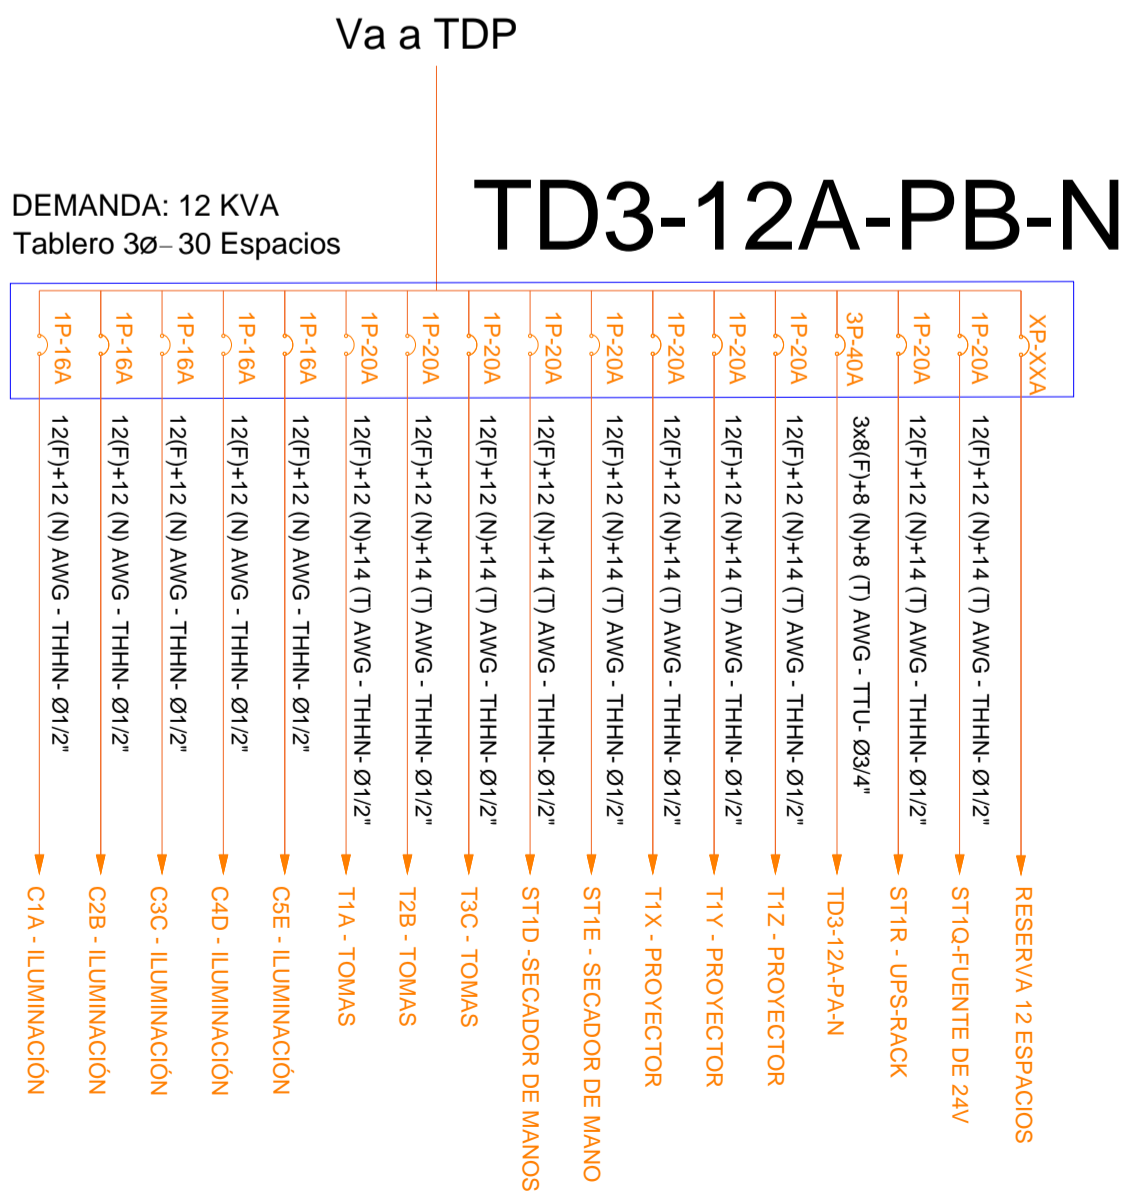 Va a TDP
DEMANDA: 12 KVA
Tablero 3ø– 30 Espacios
TD3-12A-PB-N
1P-16A
1P-16A
1P-16A
1P-16A
1P-16A
1P-20A
1P-20A
1P-20A
1P-20A
1P-20A
1P-20A
1P-20A
1P-20A
3P-40A
1P-20A
1P-20A
XP-XXA
12(F)+12 (N) AWG - THHN- Ø1/2"
12(F)+12 (N) AWG - THHN- Ø1/2"
12(F)+12 (N) AWG - THHN- Ø1/2"
12(F)+12 (N) AWG - THHN- Ø1/2"
12(F)+12 (N) AWG - THHN- Ø1/2"
12(F)+12 (N)+14 (T) AWG - THHN- Ø1/2"
12(F)+12 (N)+14 (T) AWG - THHN- Ø1/2"
12(F)+12 (N)+14 (T) AWG - THHN- Ø1/2"
12(F)+12 (N)+14 (T) AWG - THHN- Ø1/2"
12(F)+12 (N)+14 (T) AWG - THHN- Ø1/2"
12(F)+12 (N)+14 (T) AWG - THHN- Ø1/2"
12(F)+12 (N)+14 (T) AWG - THHN- Ø1/2"
12(F)+12 (N)+14 (T) AWG - THHN- Ø1/2"
3x8(F)+8 (N)+8 (T) AWG - TTU- Ø3/4"
12(F)+12 (N)+14 (T) AWG - THHN- Ø1/2"
12(F)+12 (N)+14 (T) AWG - THHN- Ø1/2"
C1A - ILUMINACIÓN
C2B - ILUMINACIÓN
C3C - ILUMINACIÓN
C4D - ILUMINACIÓN
C5E - ILUMINACIÓN
T1A - TOMAS
T2B - TOMAS
T3C - TOMAS
ST1D -SECADOR DE MANOS
ST1E - SECADOR DE MANO
T1X - PROYECTOR
T1Y - PROYECTOR
T1Z - PROYECTOR
TD3-12A-PA-N
ST1R - UPS-RACK
ST1Q-FUENTE DE 24V
RESERVA 12 ESPACIOS